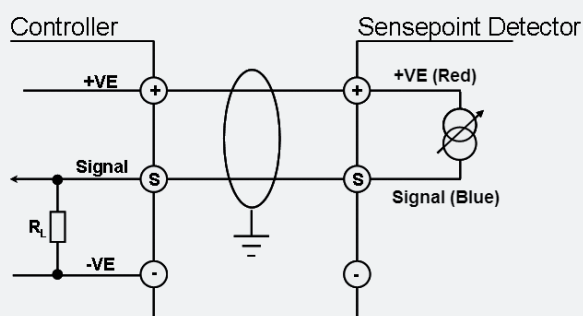 Controller
Sensepoint Detector
+VE
+
+
+VE (Red)
Signal
S
S
Signal (Blue)
RL
-VE
-
-